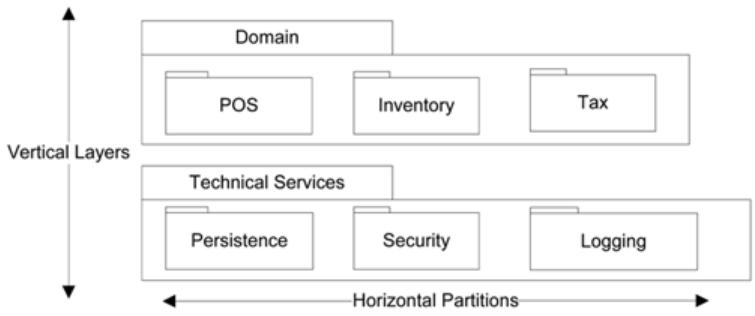 Domain
POS
Inventory
Tax
Vertical Layers
Technical Services
Persistence
Security
Logging
Horizontal Partitions